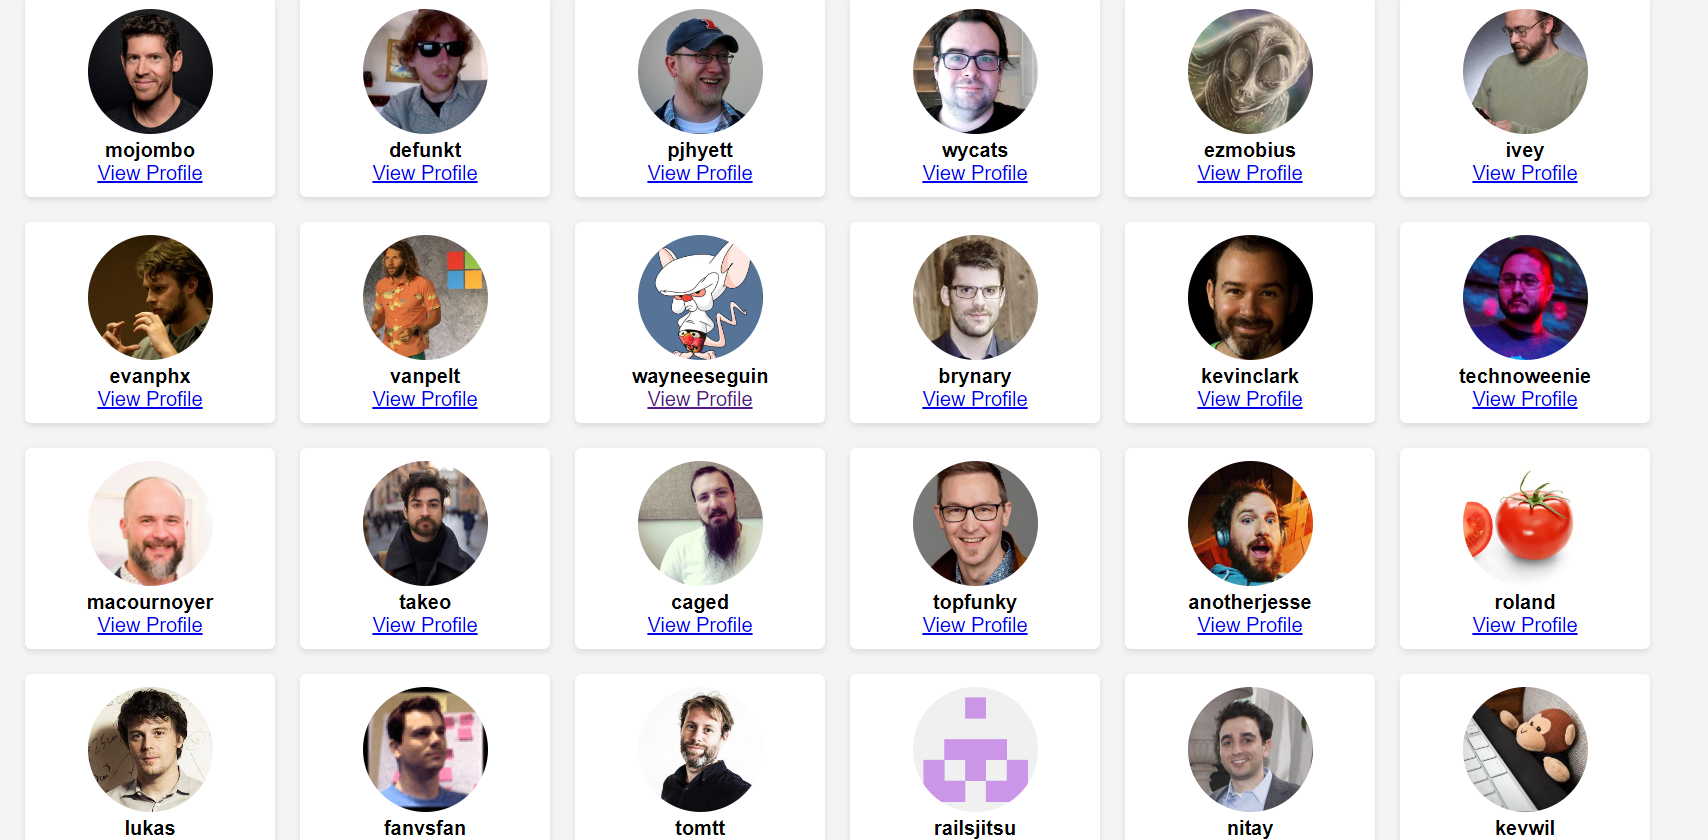 mojombo
View Profile
defunkt
View Profile
pjhyett
View Profile
wycats
View Profile
ezmobius
View Profile
ivey
View Profile
evanphx
View Profile
vanpelt
View Profile
wayneeseguin
View Profile
brynary
View Profile
kevinclark
View Profile
technoweenie
View Profile
macournoyer
View Profile
takeo
View Profile
caged
View Profile
topfunky
View Profile
anotherjesse
View Profile
roland
View Profile
lukas
fanvsfan
tomtt
railsjitsu
nitay
kevwil